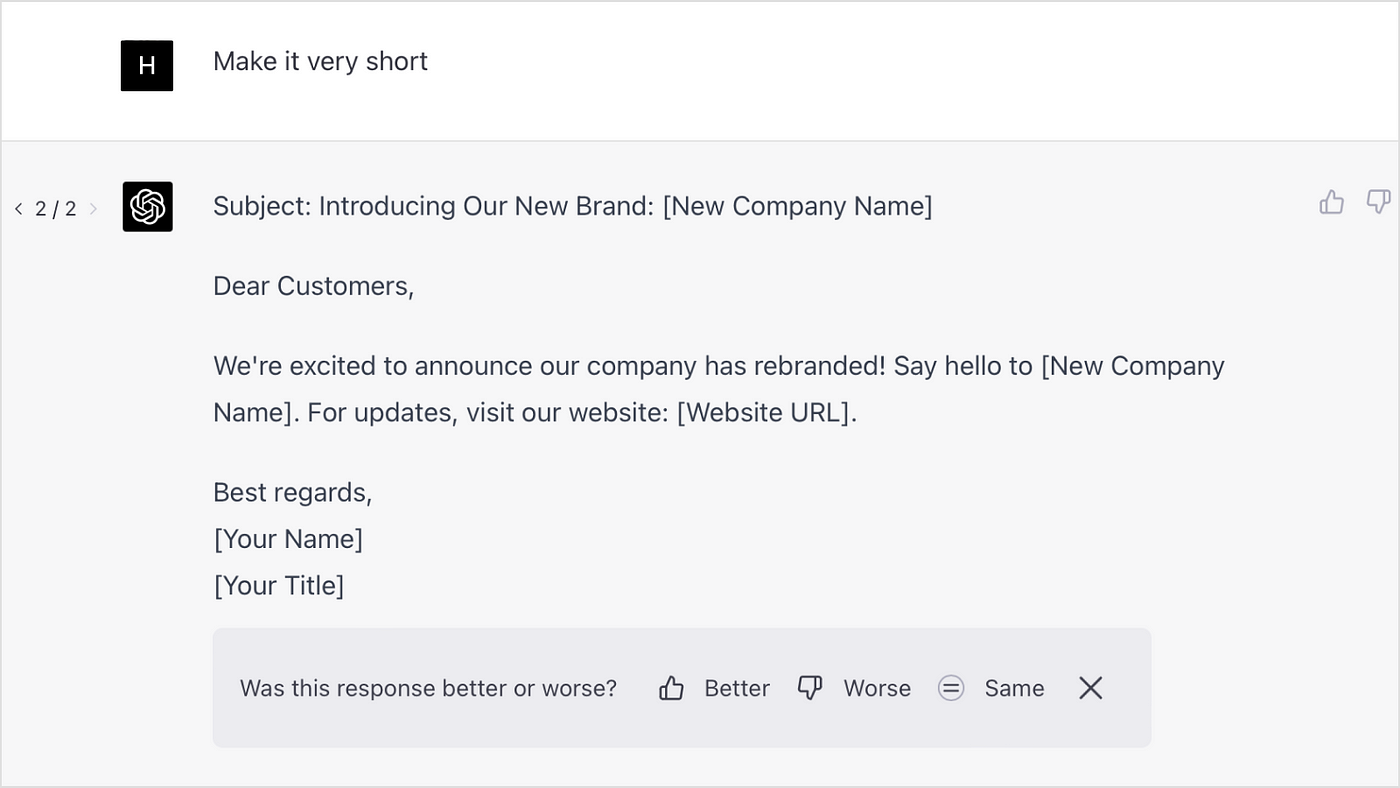 H
Make it very short
< 2 / 2 >
Subject: Introducing Our New Brand: [New Company Name]
Dear Customers,
We're excited to announce our company has rebranded! Say hello to [New Company
Name]. For updates, visit our website: [Website URL].
Best regards,
[Your Name]
[Your Title]
Was this response better or worse? Better Worse Same